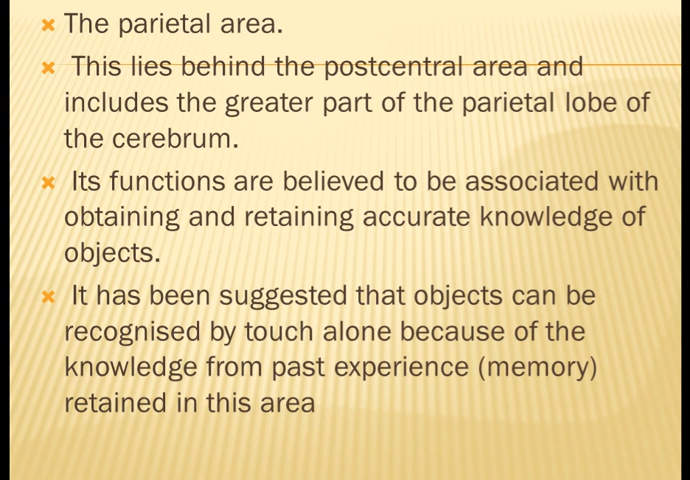 The parietal area.
This lies behind the postcentral area and
includes the greater part of the parietal lobe of
the cerebrum.
Its functions are believed to be associated with
obtaining and retaining accurate knowledge of
objects.
It has been suggested that objects can be
recognised by touch alone because of the
knowledge from past experience (memory)
retained in this area